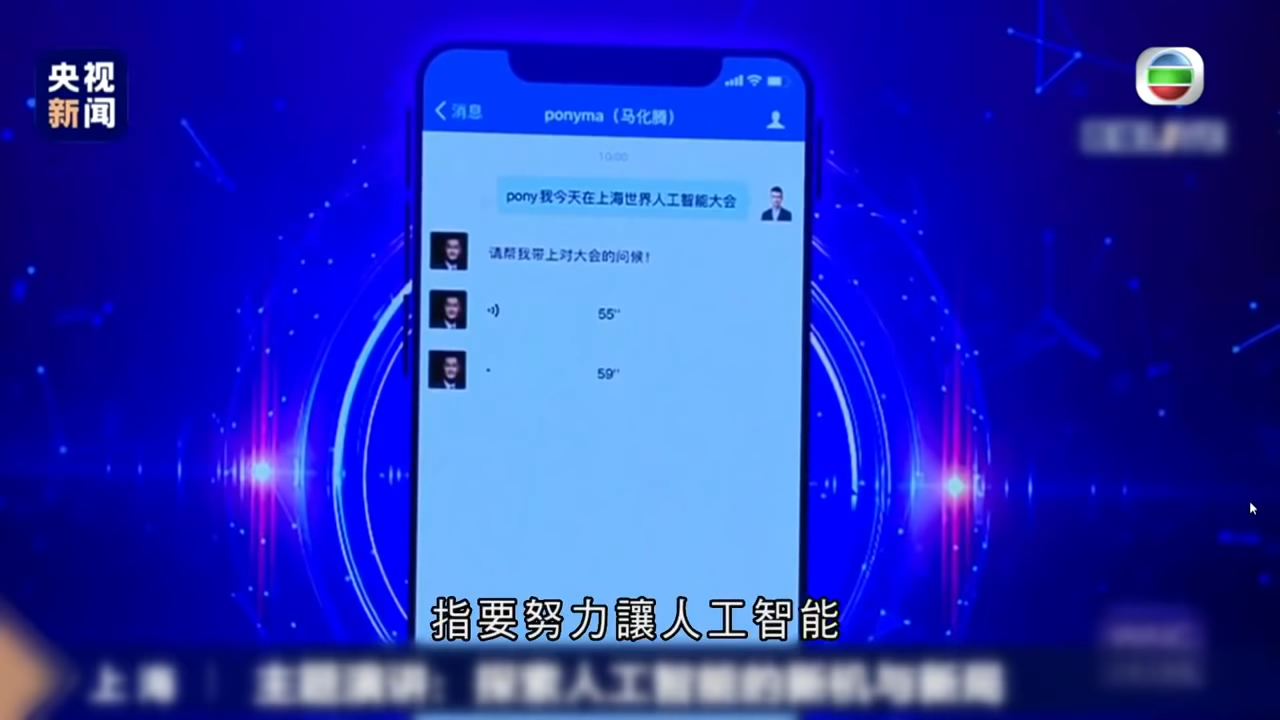 央视
新闻
消息
ponyma（马化腾）
10:00
pony我今天在上海世界人工智能大会
请帮我带上对大会的问候！
55''
59''
指要努力讓人工智能
上海
主题演讲：探索人工智能的新机与新局